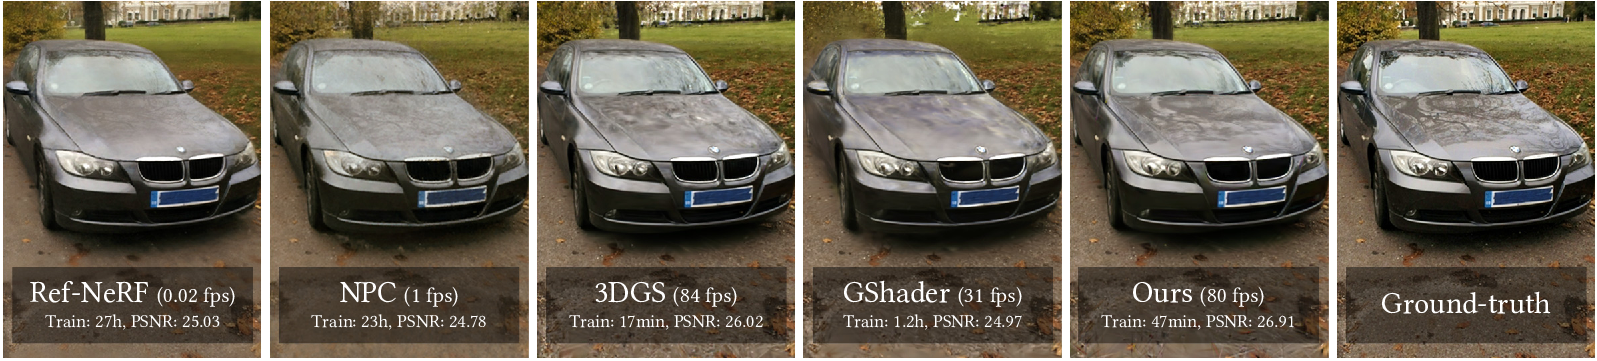 Ref-NeRF (0.02 fps)
Train: 27h, PSNR: 25.03
NPC (1 fps)
Train: 23h, PSNR: 24.78
3DGS (84 fps)
Train: 17min, PSNR: 26.02
GShader (31 fps)
Train: 1.2h, PSNR: 24.97
Ours (80 fps)
Train: 47min, PSNR: 26.91
Ground-truth